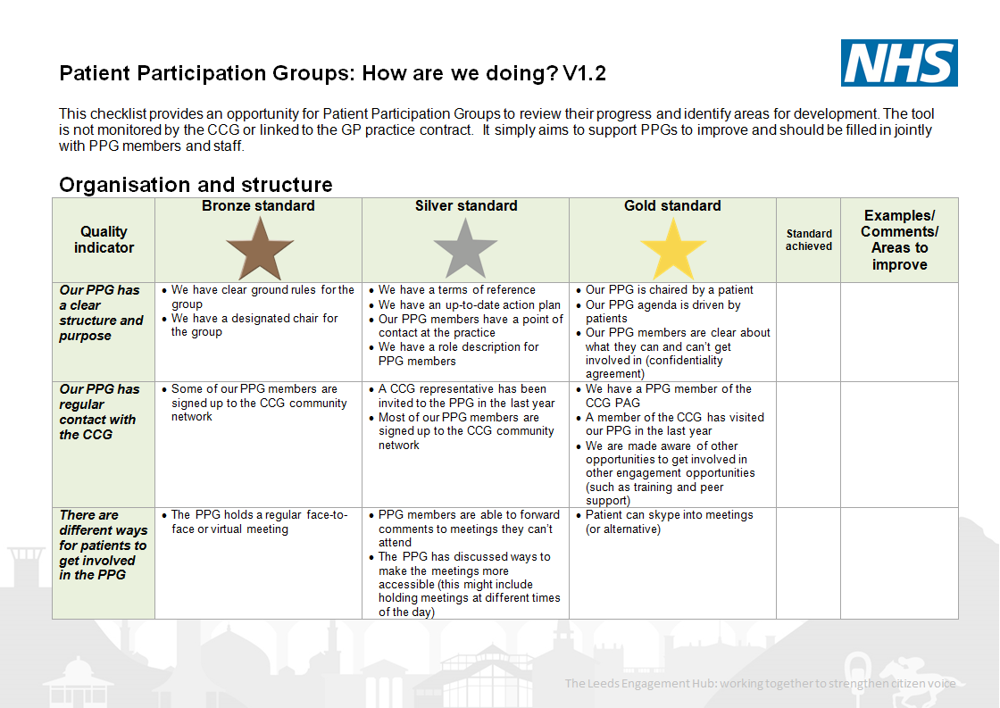 NHS
Patient Participation Groups: How are we doing? V1.2
This checklist provides an opportunity for Patient Participation Groups to review their progress and identify areas for development. The tool
is not monitored by the CCG or linked to the GP practice contract.  It simply aims to support PPGs to improve and should be filled in jointly
with PPG members and staff.
Organisation and structure
Quality
indicator
Bronze standard
Silver standard
Gold standard
Standard
achieved
Examples/
Comments/
Areas to
improve
Our PPG has
a clear
structure and
purpose
• We have clear ground rules for the
group
• We have a designated chair for
the group
• We have a terms of reference
• We have an up-to-date action plan
• Our PPG members have a point of
contact at the practice
• We have a role description for
PPG members
• Our PPG is chaired by a patient
• Our PPG agenda is driven by
patients
• Our PPG members are clear about
what they can and can't get
involved in (confidentiality
agreement)
Our PPG has
regular
contact with
the CCG
• Some of our PPG members are
signed up to the CCG community
network
• A CCG representative has been
invited to the PPG in the last year
• Most of our PPG members are
signed up to the CCG community
network
• We have a PPG member of the
CCG PAG
• A member of the CCG has visited
our PPG in the last year
• We are made aware of other
opportunities to get involved in
other engagement opportunities
(such as training and peer
support)
There are
different ways
for patients to
get involved
in the PPG
• The PPG holds a regular face-to-
face or virtual meeting
• PPG members are able to forward
comments to meetings they can't
attend
• The PPG has discussed ways to
make the meetings more
accessible (this might include
holding meetings at different times
of the day)
• Patient can skype into meetings
(or alternative)
The Leeds Engagement Hub: working together to strengthen citizen voice